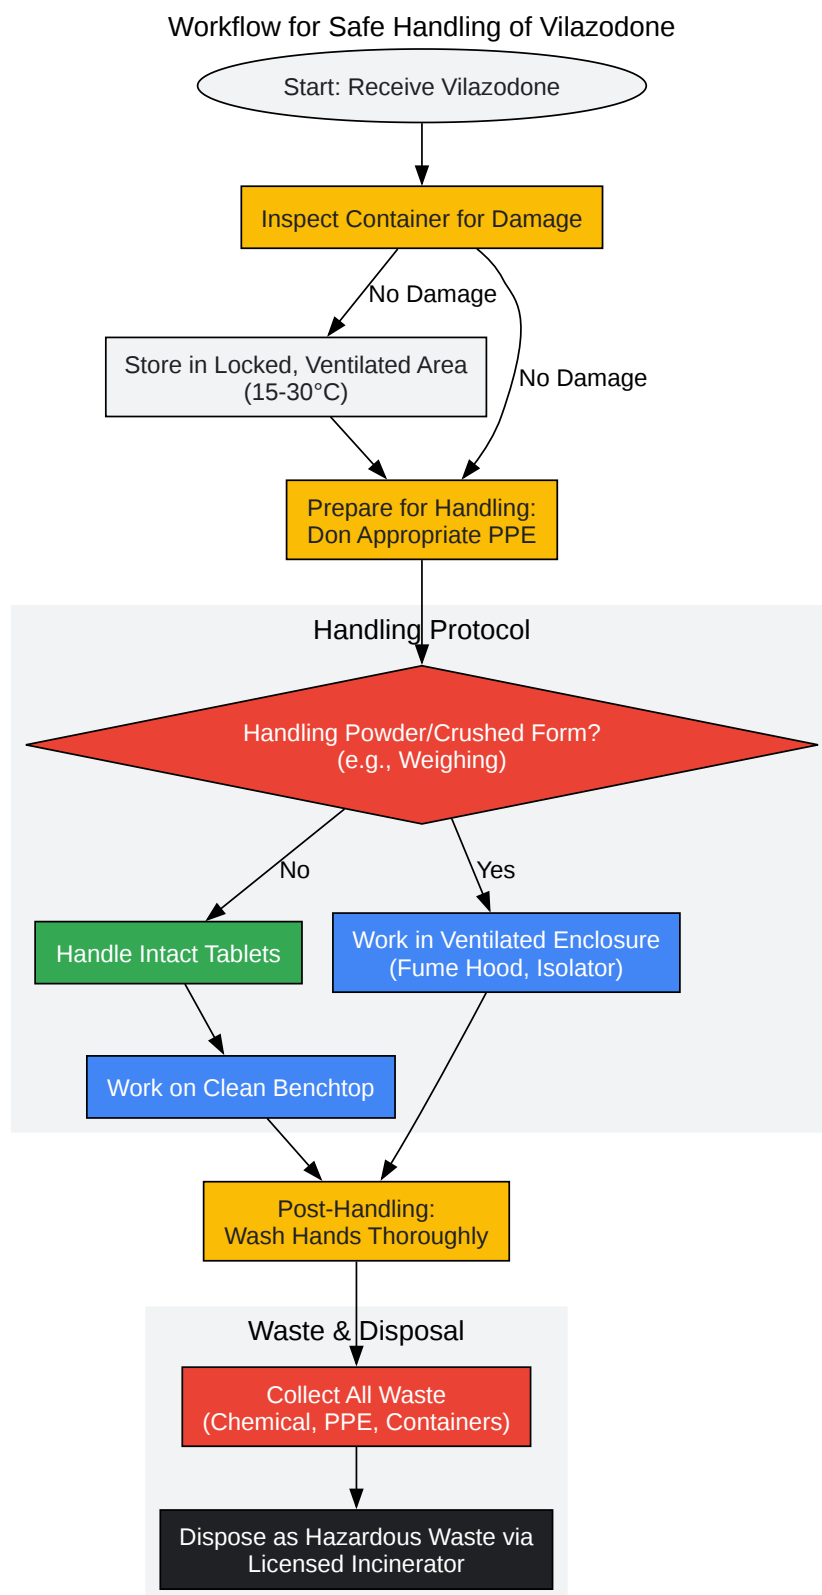 Workflow for Safe Handling of Vilazodone
Start: Receive Vilazodone
Inspect Container for Damage
No Damage
Store in Locked, Ventilated Area
(15-30°C)
No Damage
Prepare for Handling:
Don Appropriate PPE
Handling Protocol
Handling Powder/Crushed Form?
(e.g., Weighing)
No
Yes
Handle Intact Tablets
Work in Ventilated Enclosure
(Fume Hood, Isolator)
Work on Clean Benchtop
Post-Handling:
Wash Hands Thoroughly
Waste & Disposal
Collect All Waste
(Chemical, PPE, Containers)
Dispose as Hazardous Waste via
Licensed Incinerator